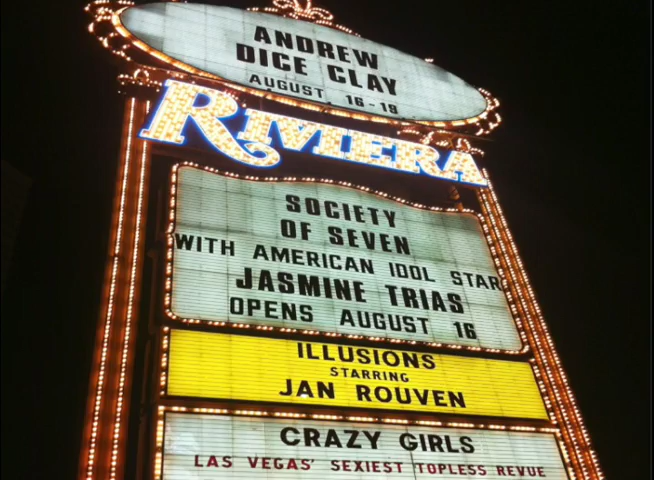 ANDREW
DICE CLAY
AUGUST 16-18
RIVIERA
SOCIETY
OF SEVEN
WITH AMERICAN IDOL STAR
JASMINE TRIAS
OPENS AUGUST 16
ILLUSIONS
STARRING
JAN ROUVEN
CRAZY GIRLS
LAS VEGAS' SEXIEST TOPLESS REVUE